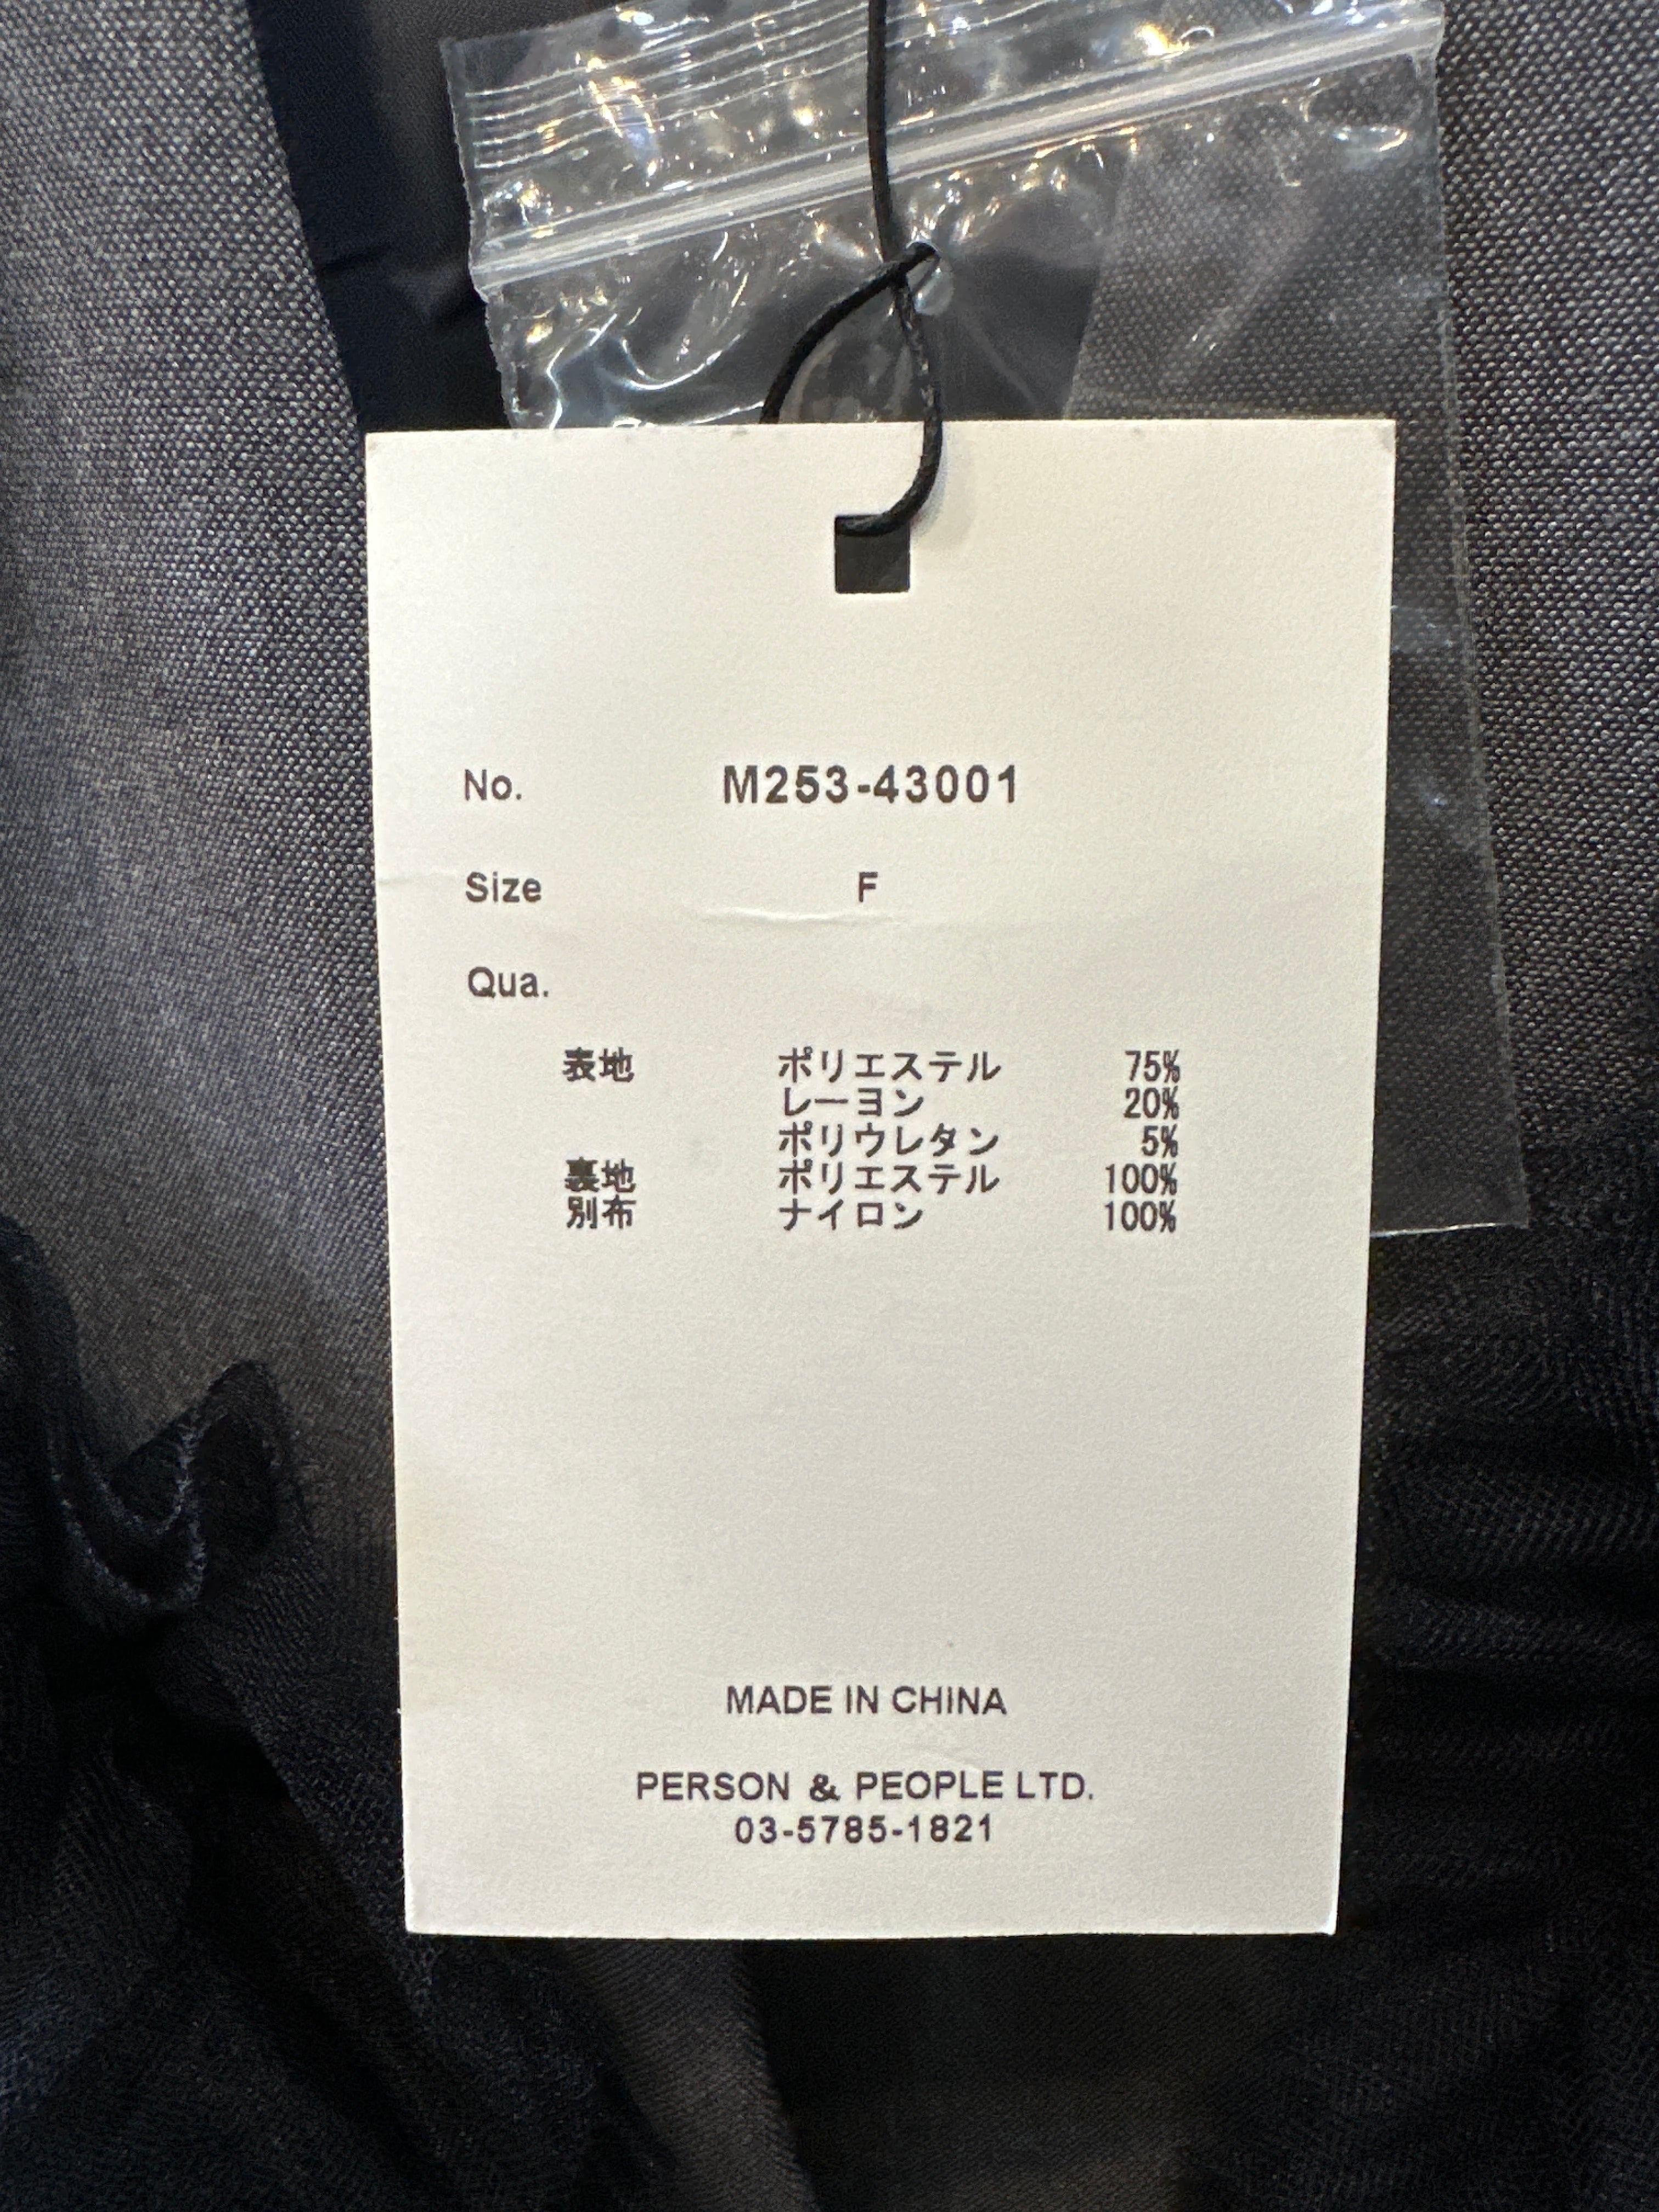 No. M253-43001
Size F
Qua.
表地 ポリエステル 75%
レーヨン 20%
ポリウレタン 5%
裏地 ポリエステル 100%
別布 ナイロン 100%
MADE IN CHINA
PERSON & PEOPLE LTD.
03-5785-1821